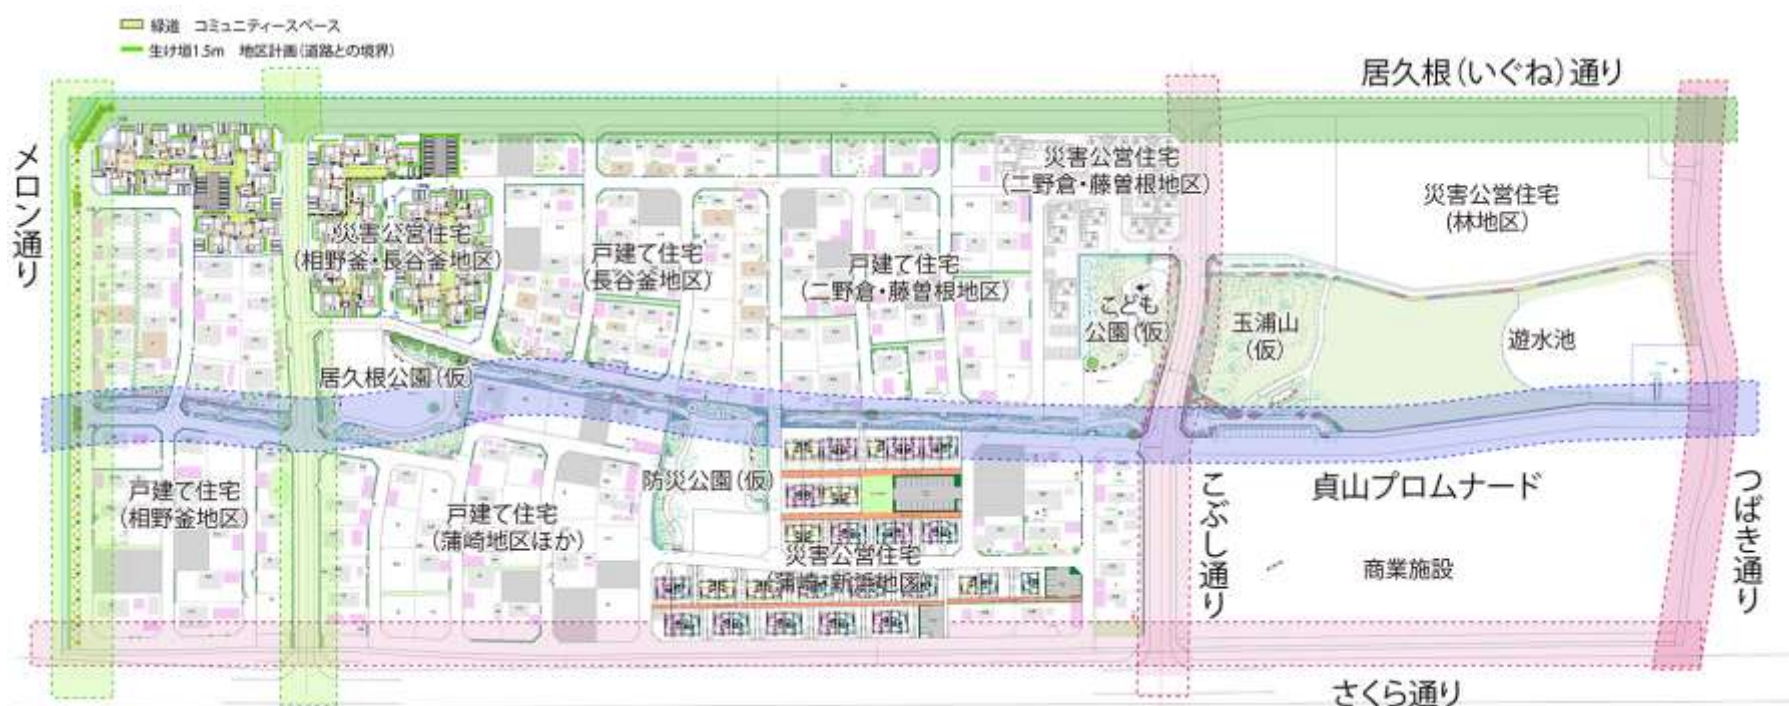 緑道 コミュニティースペース
生け垣1.5m 地区計画(道路との境界)
居久根(いぐね)通り
メロン通り
災害公営住宅
(二野倉・藤曽根地区)
災害公営住宅
(林地区)
災害公営住宅
(相野釜・長谷釜地区)
戸建て住宅
(長谷釜地区)
戸建て住宅
(二野倉・藤曽根地区)
こども
公園(仮)
玉浦山
(仮)
遊水池
居久根公園(仮)
戸建て住宅
(相野釜地区)
戸建て住宅
(蒲崎地区ほか)
防災公園(仮)
災害公営住宅
(蒲崎・新浜地区)
こぶし通り
貞山プロムナード
商業施設
つばき通り
さくら通り